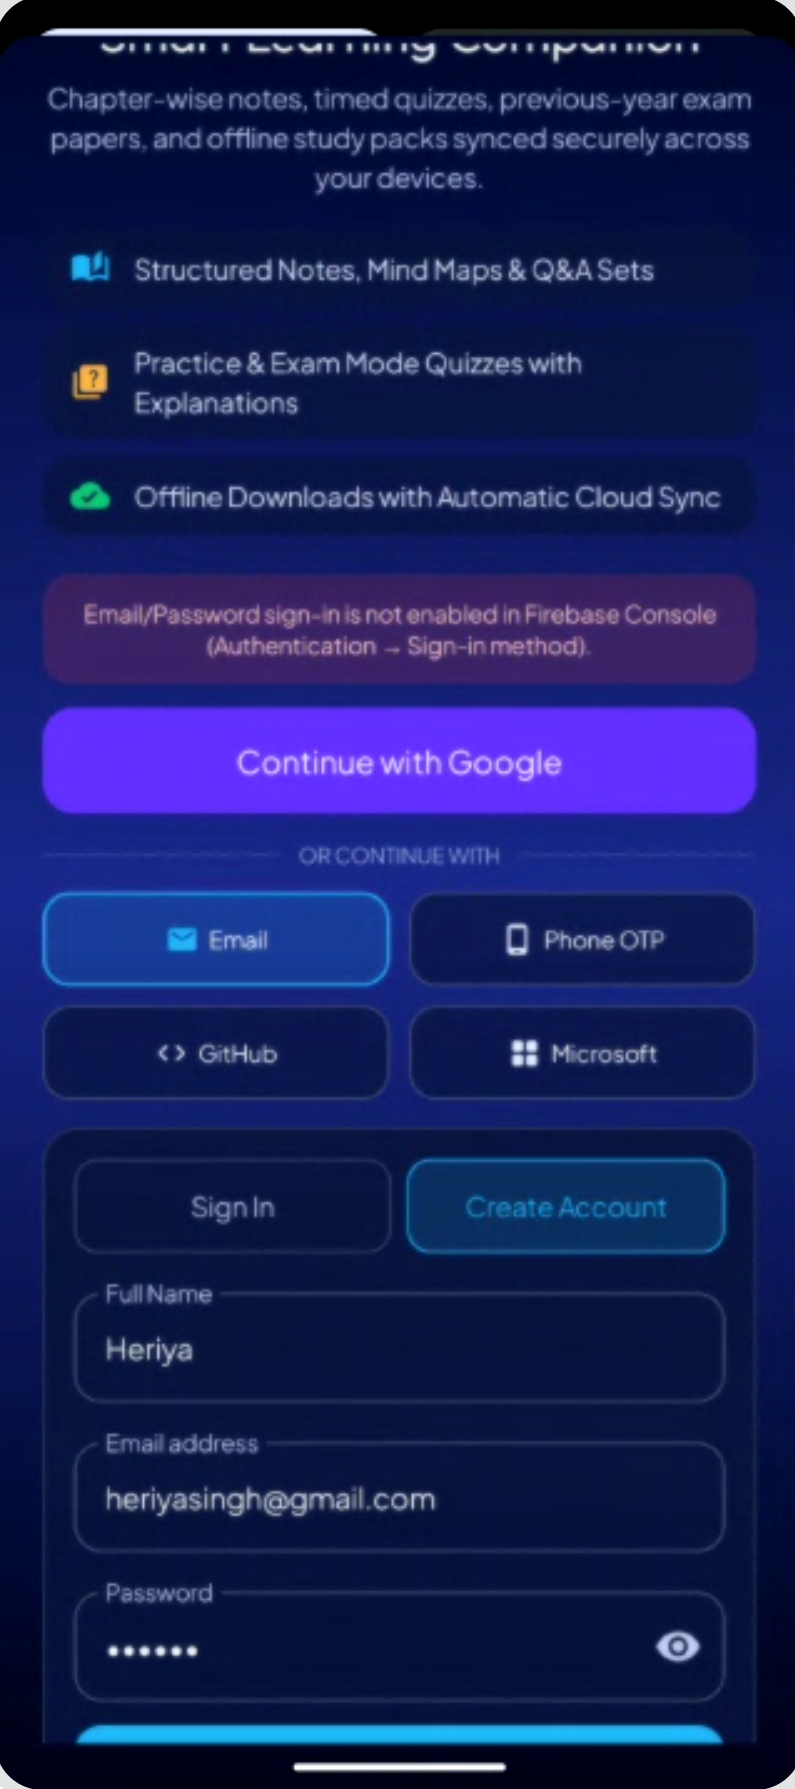 Smart Learning Companion
Chapter-wise notes, timed quizzes, previous-year exam
papers, and offline study packs synced securely across
your devices.
Structured Notes, Mind Maps & Q&A Sets
Practice & Exam Mode Quizzes with
Explanations
Offline Downloads with Automatic Cloud Sync
Email/Password sign-in is not enabled in Firebase Console
(Authentication → Sign-in method).
Continue with Google
OR CONTINUE WITH
Email
Phone OTP
<> GitHub
Microsoft
Sign In
Create Account
Full Name
Heriya
Email address
heriyasingh@gmail.com
Password
••••••